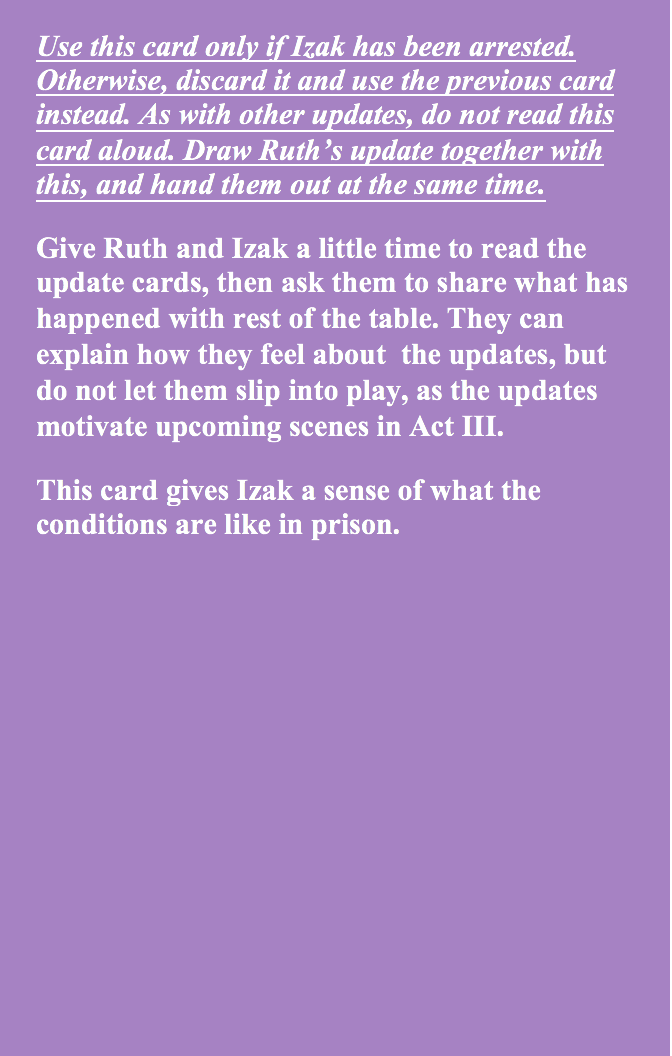 Use this card only if Izak has been arrested.
Otherwise, discard it and use the previous card
instead. As with other updates, do not read this
card aloud. Draw Ruth’s update together with
this, and hand them out at the same time.
Give Ruth and Izak a little time to read the
update cards, then ask them to share what has
happened with rest of the table. They can
explain how they feel about  the updates, but
do not let them slip into play, as the updates
motivate upcoming scenes in Act III.
This card gives Izak a sense of what the
conditions are like in prison.